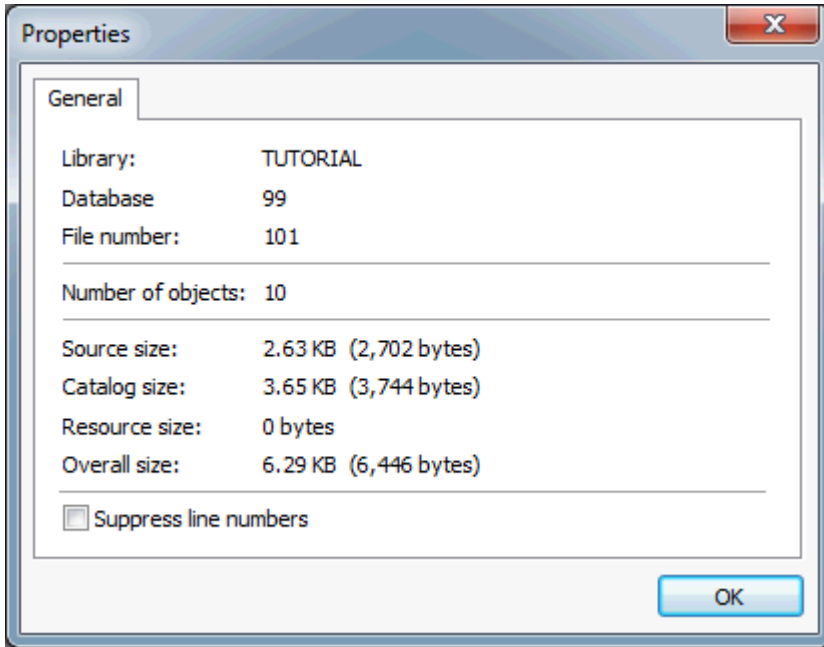 Properties
General
Library: TUTORIAL
Database 99
File number: 101
Number of objects: 10
Source size: 2.63 KB (2,702 bytes)
Catalog size: 3.65 KB (3,744 bytes)
Resource size: 0 bytes
Overall size: 6.29 KB (6,446 bytes)
Suppress line numbers
OK